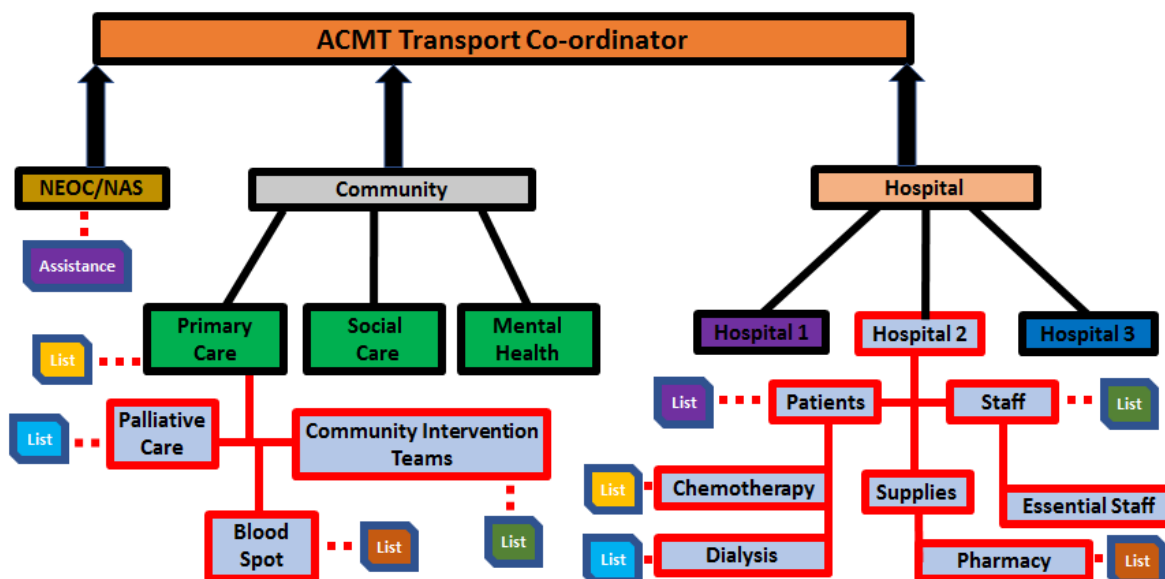 ACMT Transport Co-ordinator
NEOC/NAS
Community
Hospital
Assistance
Primary
Care
Social
Care
Mental
Health
Hospital 1
Hospital 2
Hospital 3
List
List
Patients
Staff
List
Palliative
Care
List
Community Intervention
Teams
List
Chemotherapy
Supplies
Essential Staff
Blood
Spot
List
List
List
Dialysis
Pharmacy
List